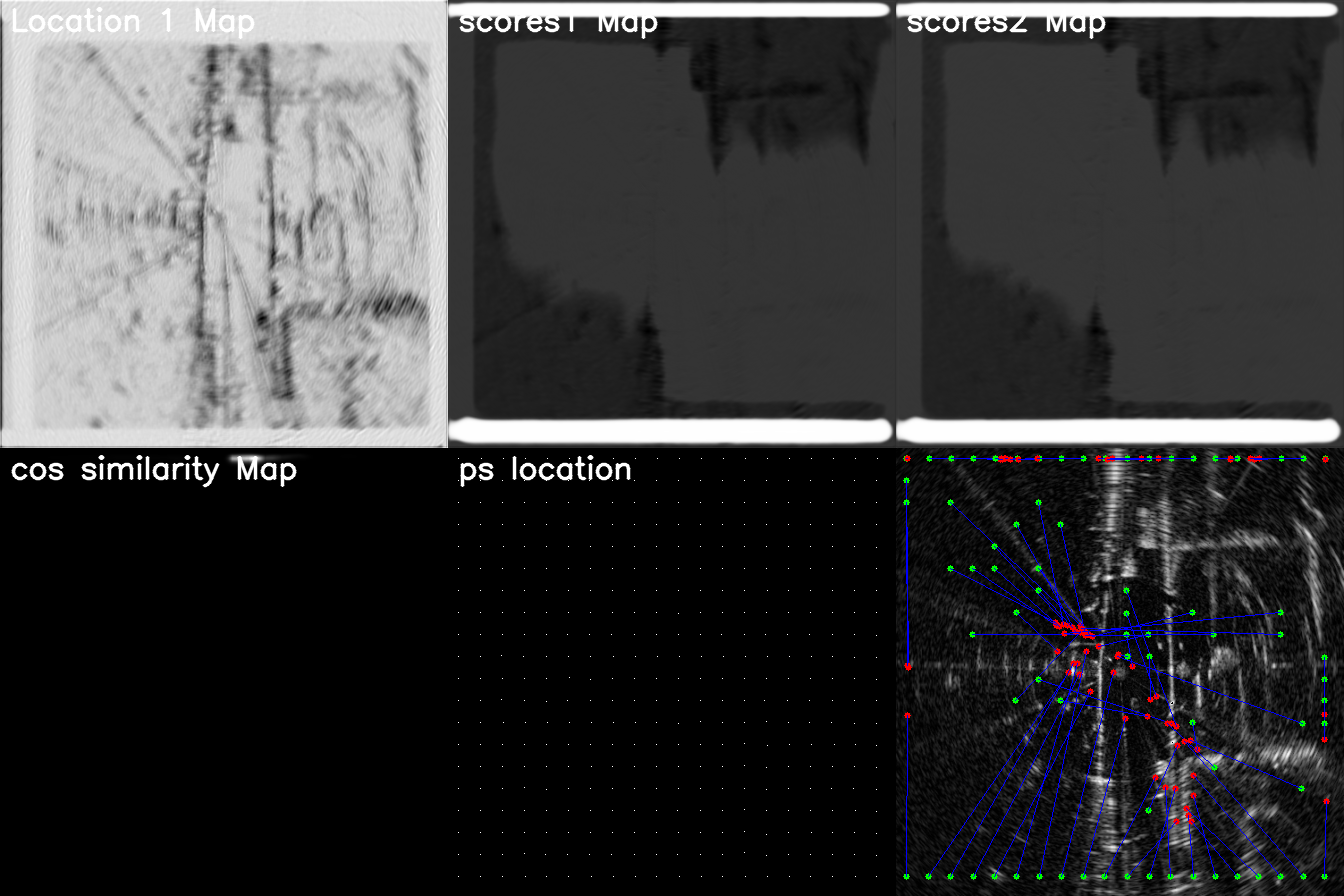 Location 1 Map
scores1 Map
scores2 Map
cos similarity Map
ps location